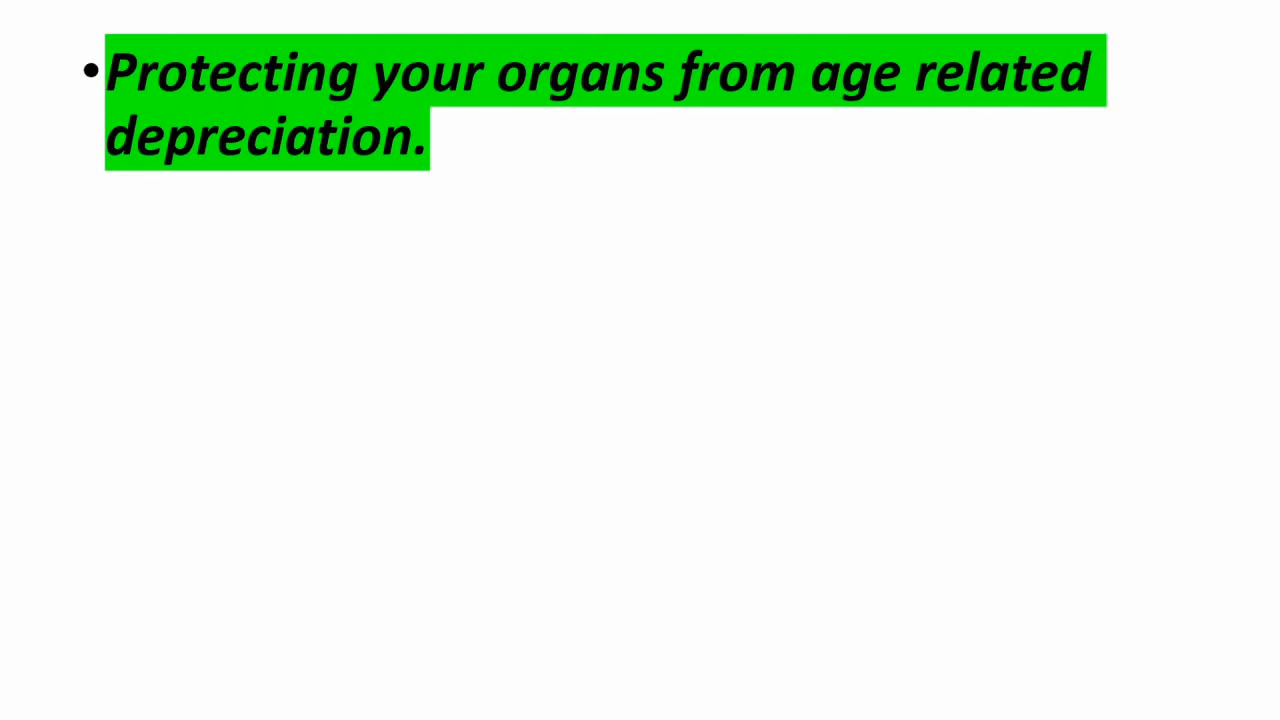 • Protecting your organs from age related
depreciation.